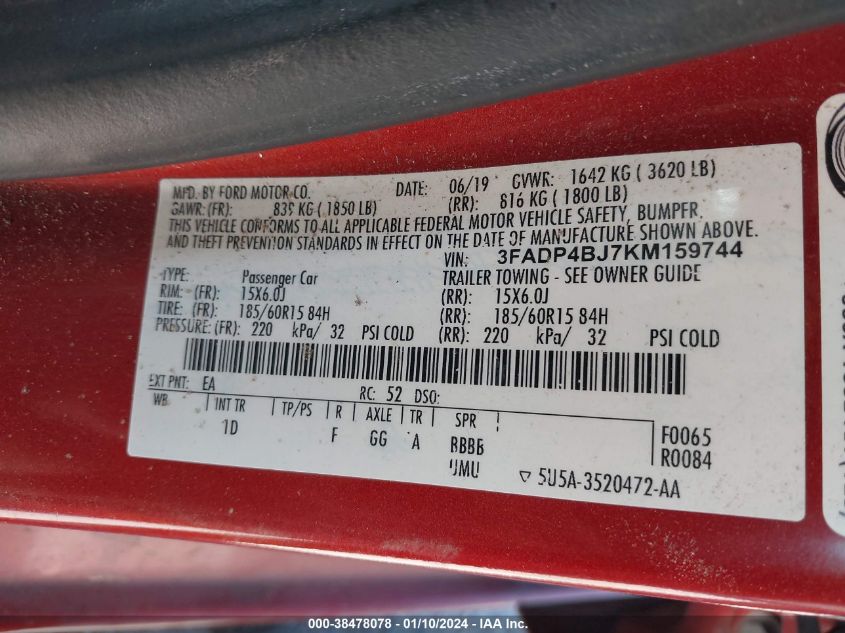 MFD. BY FORD MOTOR CO. DATE: 06/19 GVWR: 1642 KG ( 3620 LB)
GAWR: (FR): 839 KG ( 1850 LB) (RR): 816 KG ( 1800 LB)
THIS VEHICLE CONFORMS TO ALL APPLICABLE FEDERAL MOTOR VEHICLE SAFETY, BUMPER,
AND THEFT PREVENTION STANDARDS IN EFFECT ON THE DATE OF MANUFACTURE SHOWN ABOVE.
VIN: 3FADP4BJ7KM159744
TYPE: Passenger Car TRAILER TOWING - SEE OWNER GUIDE
RIM: (FR): 15X6.0J (RR): 15X6.0J
TIRE: (FR): 185/60R15 84H (RR): 185/60R15 84H
PRESSURE: (FR): 220 kPa/ 32 PSI COLD (RR): 220 kPa/ 32 PSI COLD
EXT PNT: EA RC: 52 DSO:
WB INT TR TP/PS R AXLE TR SPR
1D F GG A BBBB
UMU
F0065
R0084
▽ 5U5A-3520472-AA
000-38478078 - 01/10/2024 - IAA Inc.